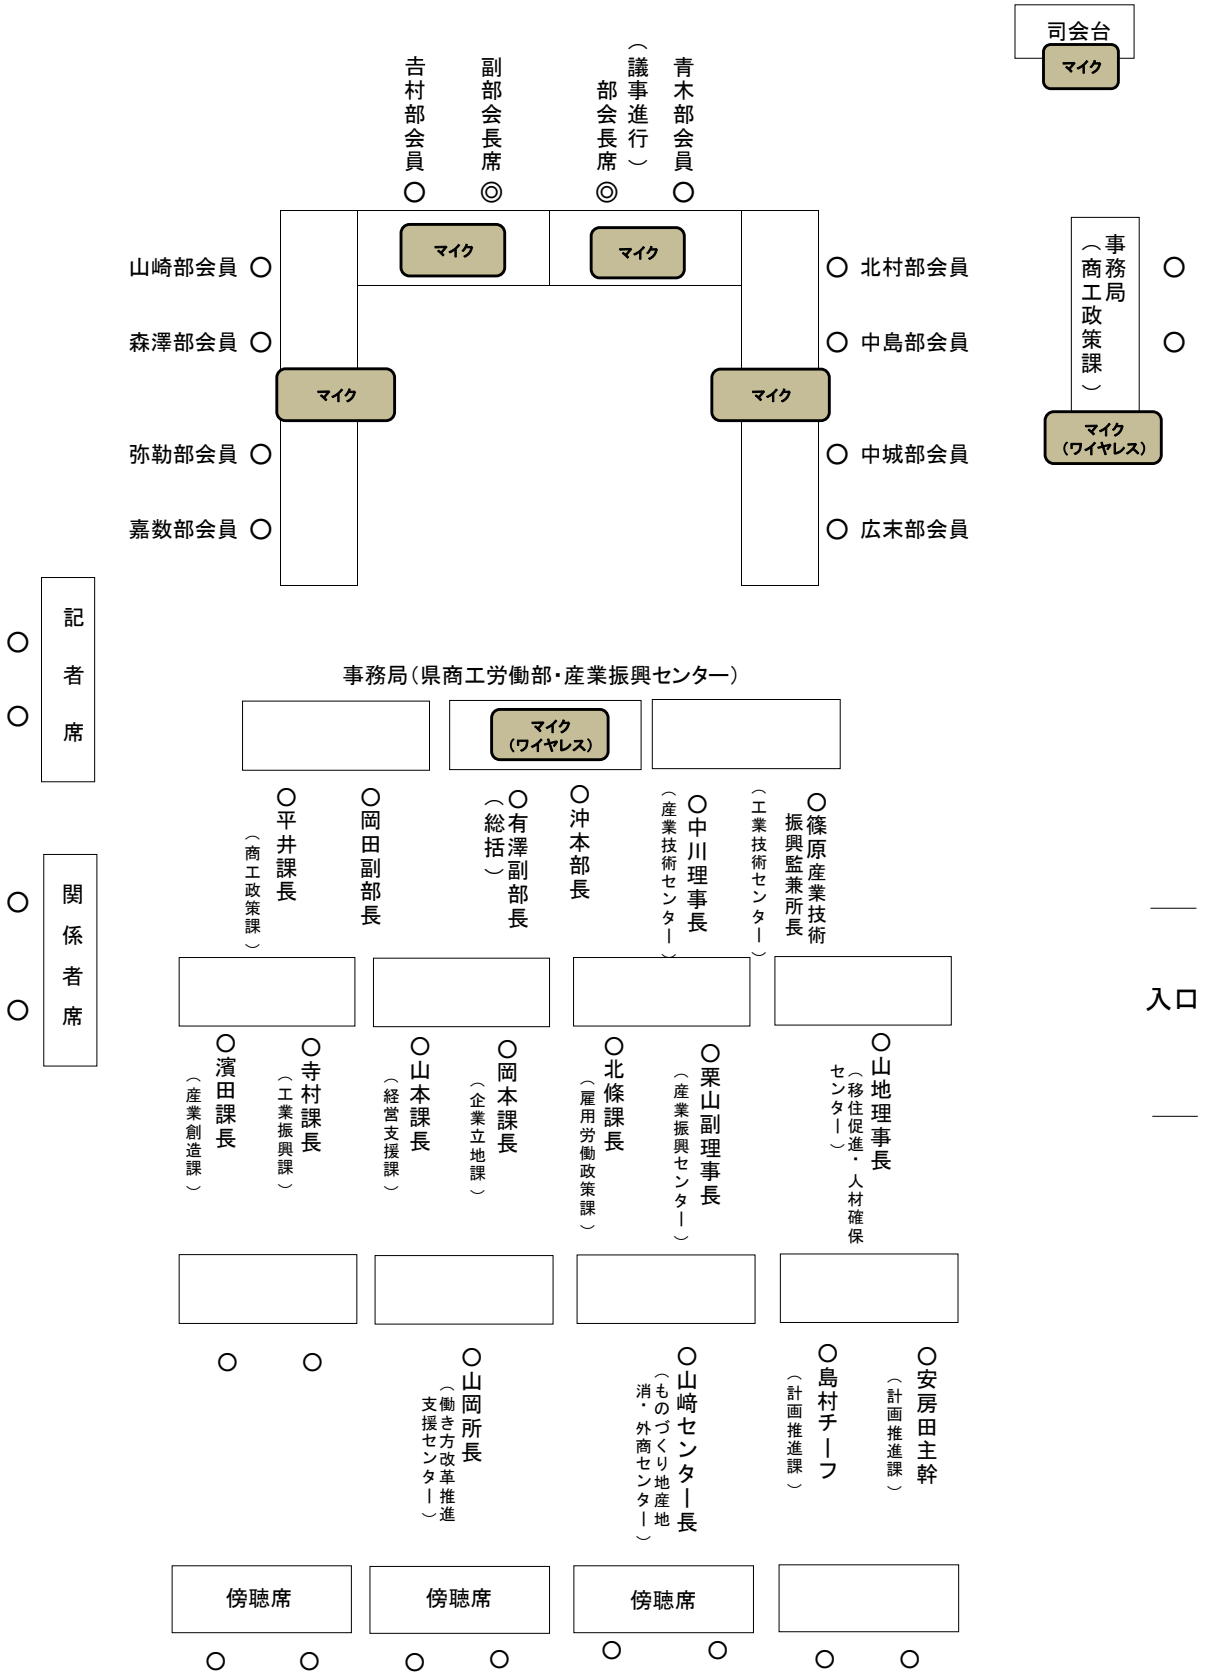 司会台
マイク
吉村部会員
副部会長席
部会長席
（議事進行）
青木部会員
マイク
マイク
山崎部会員
森澤部会員
マイク
弥勒部会員
嘉数部会員
北村部会員
中島部会員
マイク
中城部会員
広末部会員
事務局
（商工政策課）
マイク
（ワイヤレス）
記者席
関係者席
事務局（県商工労働部・産業振興センター）
マイク
（ワイヤレス）
平井課長
（商工政策課）
岡田副部長
有澤副部長
（総括）
沖本部長
中川理事長
（産業技術センター）
篠原産業技術
振興監兼所長
（工業技術センター）
入口
濱田課長
（産業創造課）
寺村課長
（工業振興課）
山本課長
（経営支援課）
岡本課長
（企業立地課）
北條課長
（雇用労働政策課）
栗山副理事長
（産業振興センター）
山地理事長
（移住促進・人材確保
センター）
山岡所長
（働き方改革推進
支援センター）
山﨑センター長
（ものづくり地産地
消・外商センター）
島村チーフ
（計画推進課）
安房田主幹
（計画推進課）
傍聴席
傍聴席
傍聴席